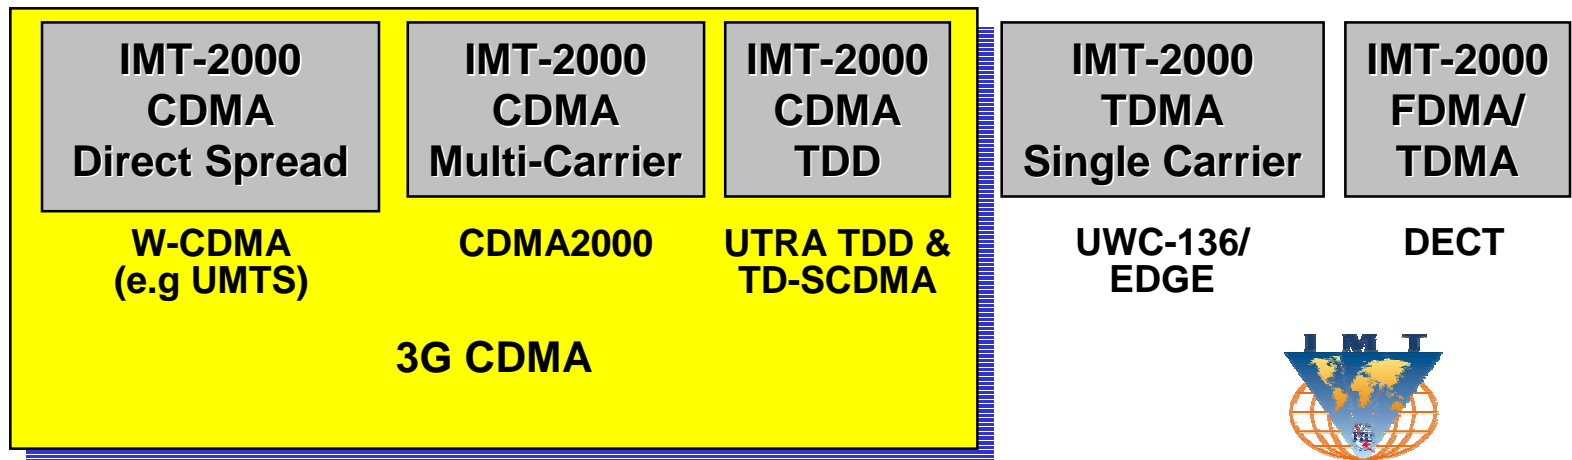 IMT-2000
CDMA
Direct Spread
W-CDMA
(e.g UMTS)
IMT-2000
CDMA
Multi-Carrier
CDMA2000
IMT-2000
CDMA
TDD
UTRA TDD &
TD-SCDMA
3G CDMA
IMT-2000
TDMA
Single Carrier
UWC-136/
EDGE
IMT-2000
FDMA/
TDMA
DECT
I M T